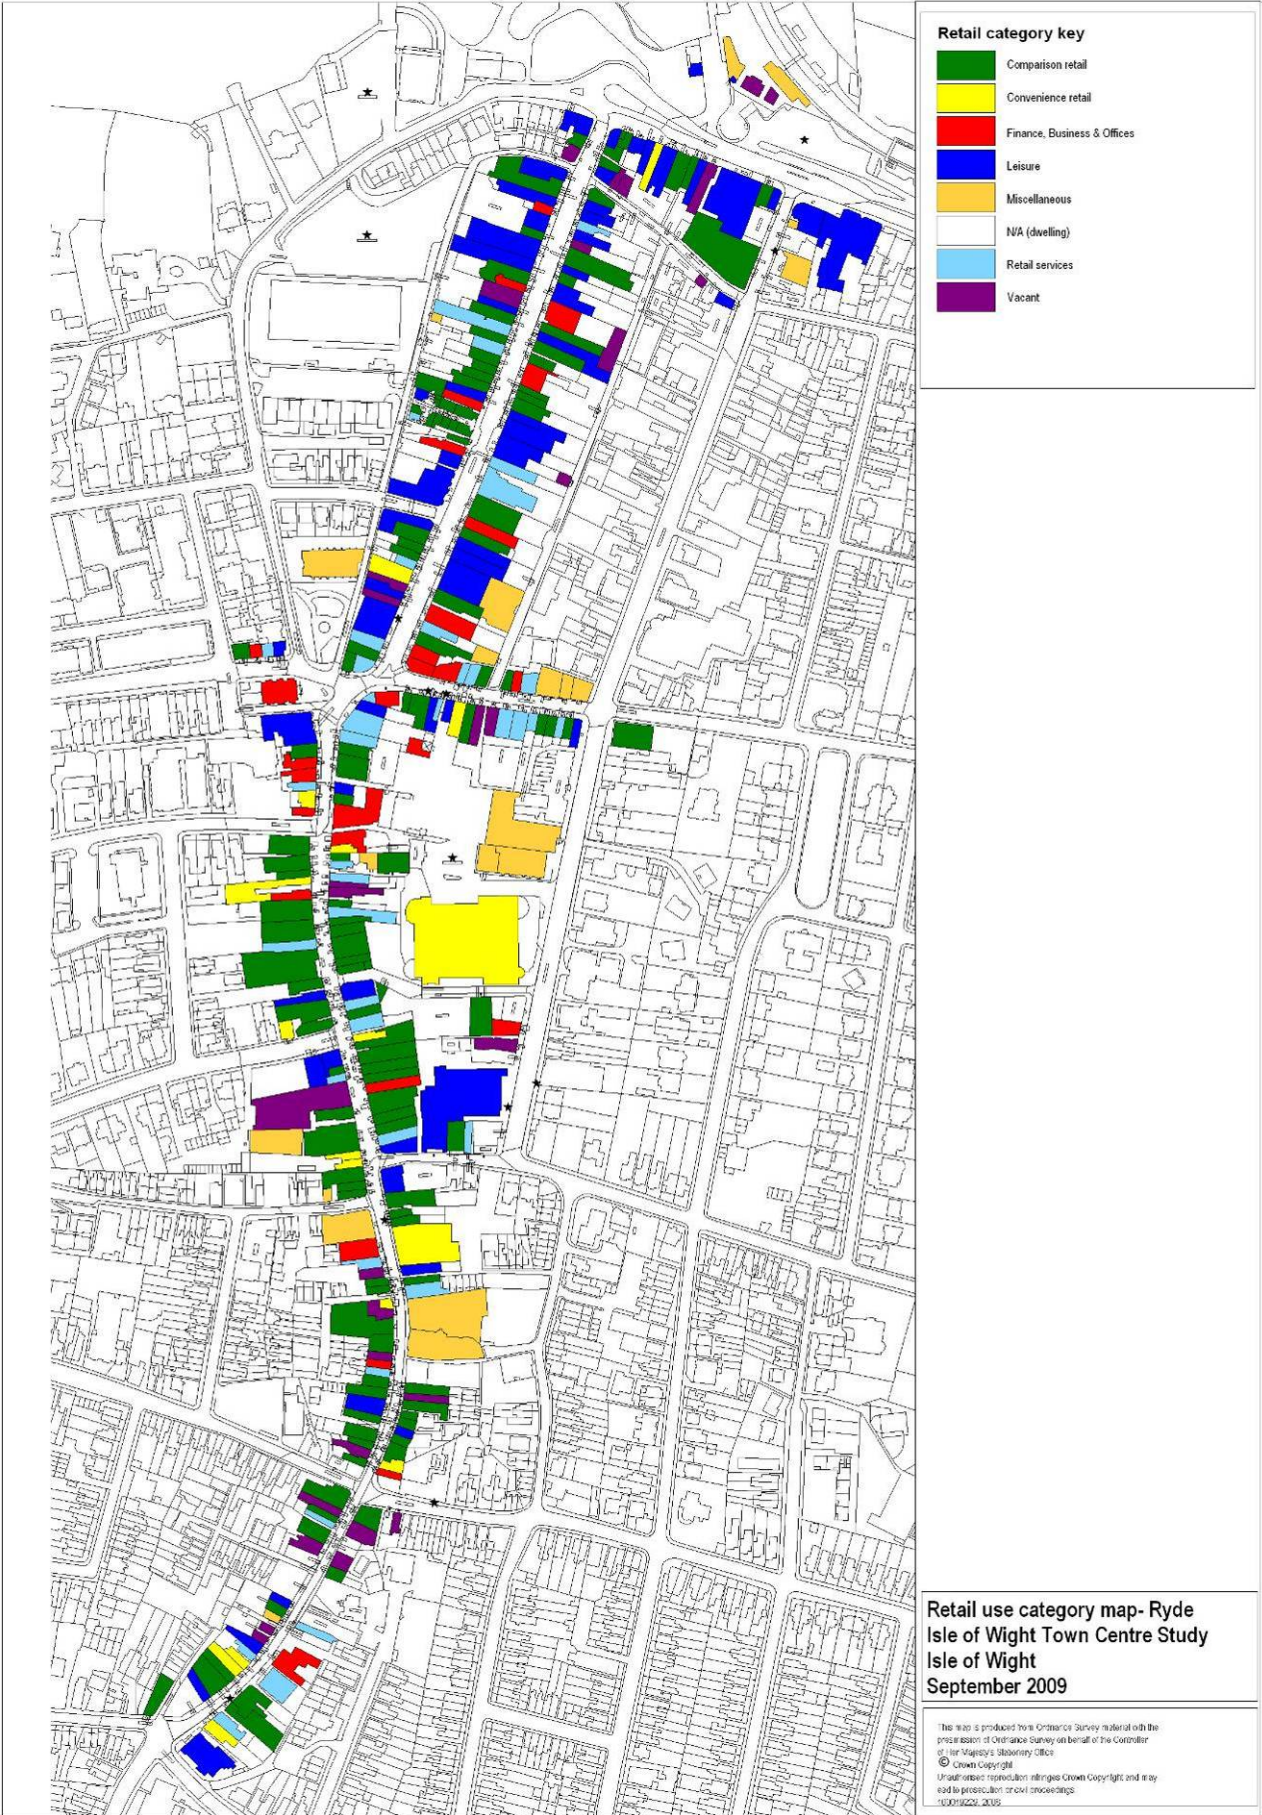 Retail category key
Comparison retail
Convenience retail
Finance, Business & Offices
Leisure
Miscellaneous
N/A (dwelling)
Retail services
Vacant
Retail use category map- Ryde
Isle of Wight Town Centre Study
Isle of Wight
September 2009
This map is produced from Ordnance Survey material with the
permission of Ordnance Survey on behalf of the Controller
of Her Majesty's Stationery Office
© Crown Copyright
Unauthorised reproduction infringes Crown Copyright and may
lead to prosecution or civil proceedings